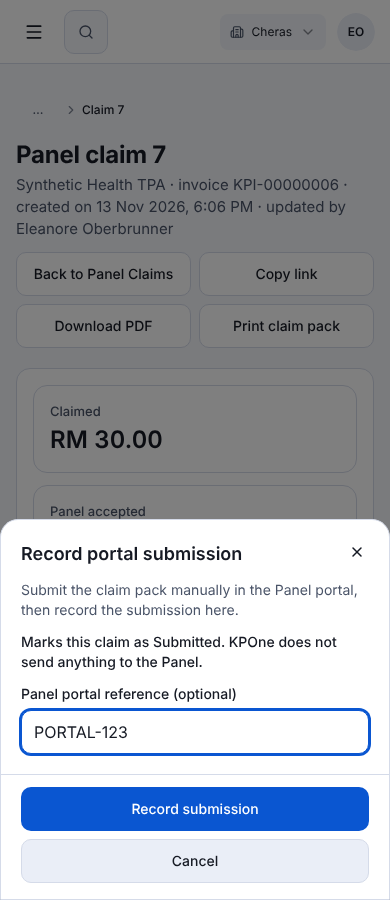 Cheras
EO
...
Claim 7
Panel claim 7
Synthetic Health TPA · invoice KPI-00000006 ·
created on 13 Nov 2026, 6:06 PM · updated by
Eleanore Oberbrunner
Back to Panel Claims
Copy link
Download PDF
Print claim pack
Claimed
RM 30.00
Panel accepted
Record portal submission
Submit the claim pack manually in the Panel portal,
then record the submission here.
Marks this claim as Submitted. KPOne does not
send anything to the Panel.
Panel portal reference (optional)
PORTAL-123
Record submission
Cancel